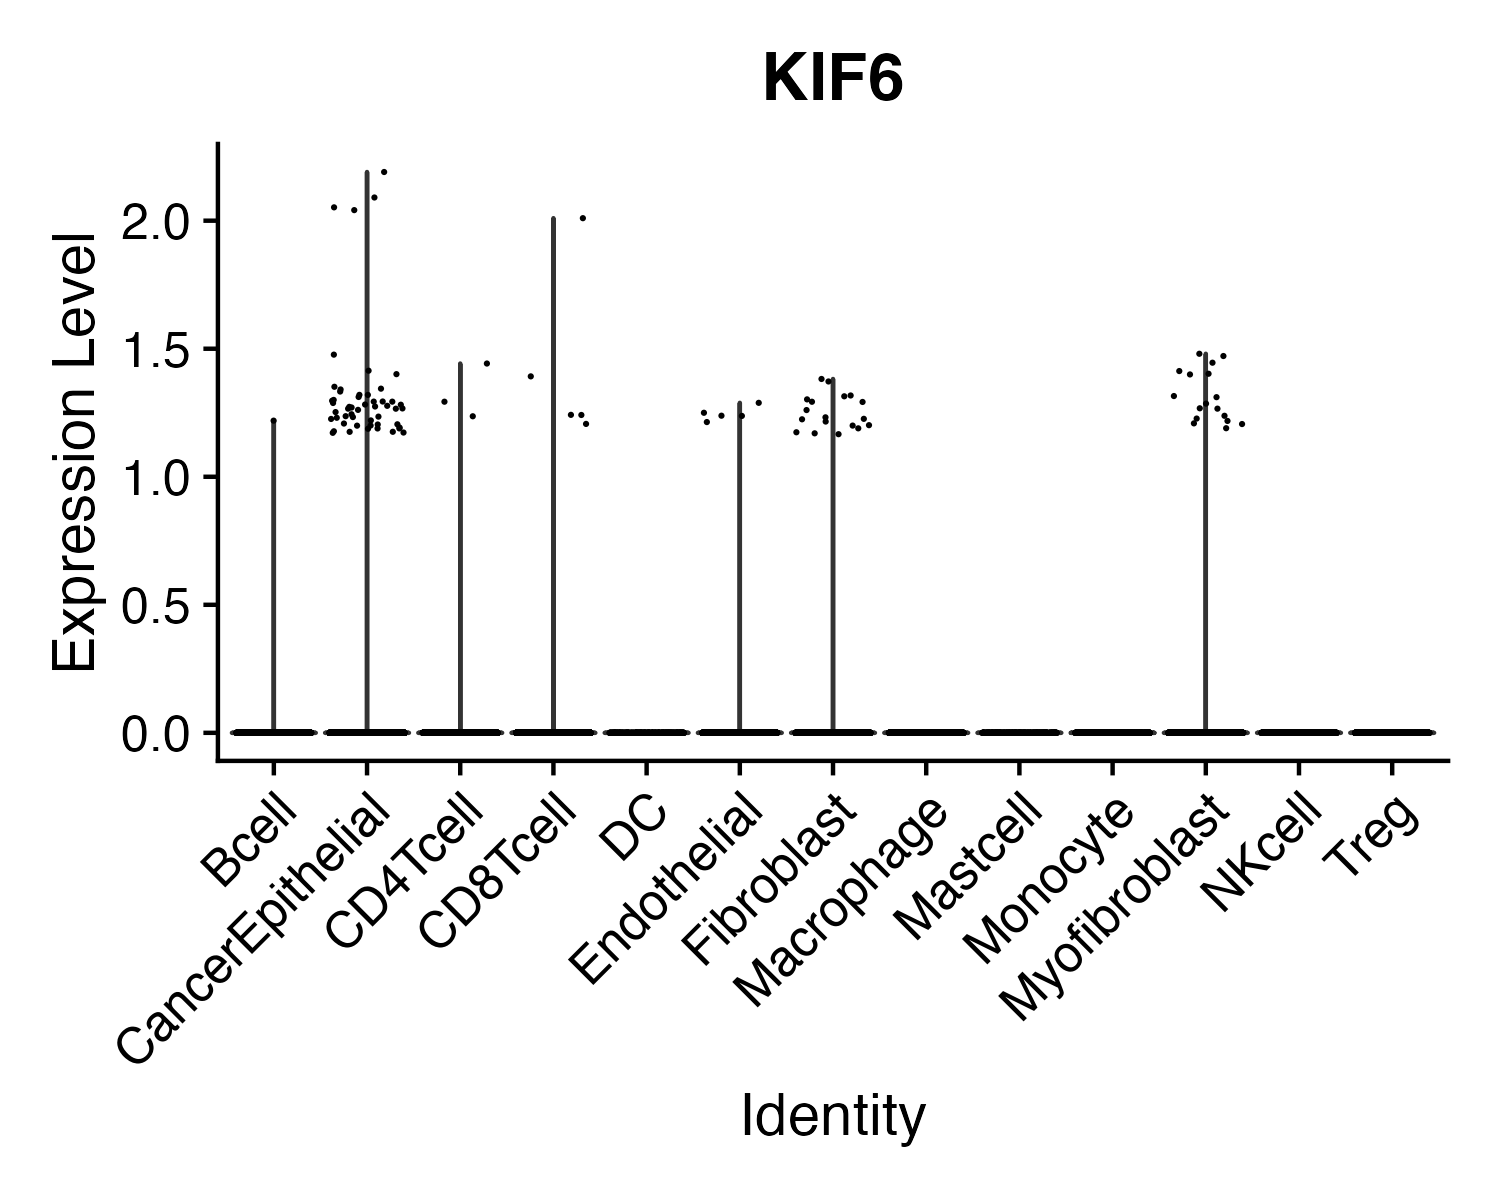 KIF6
Expression Level
2.0
1.5
1.0
0.5
0.0
Bcell
CancerEpithelial
CD4Tcell
CD8Tcell
DC
Endothelial
Fibroblast
Macrophage
Mastcell
Monocyte
Myofibroblast
NKcell
Treg
Identity